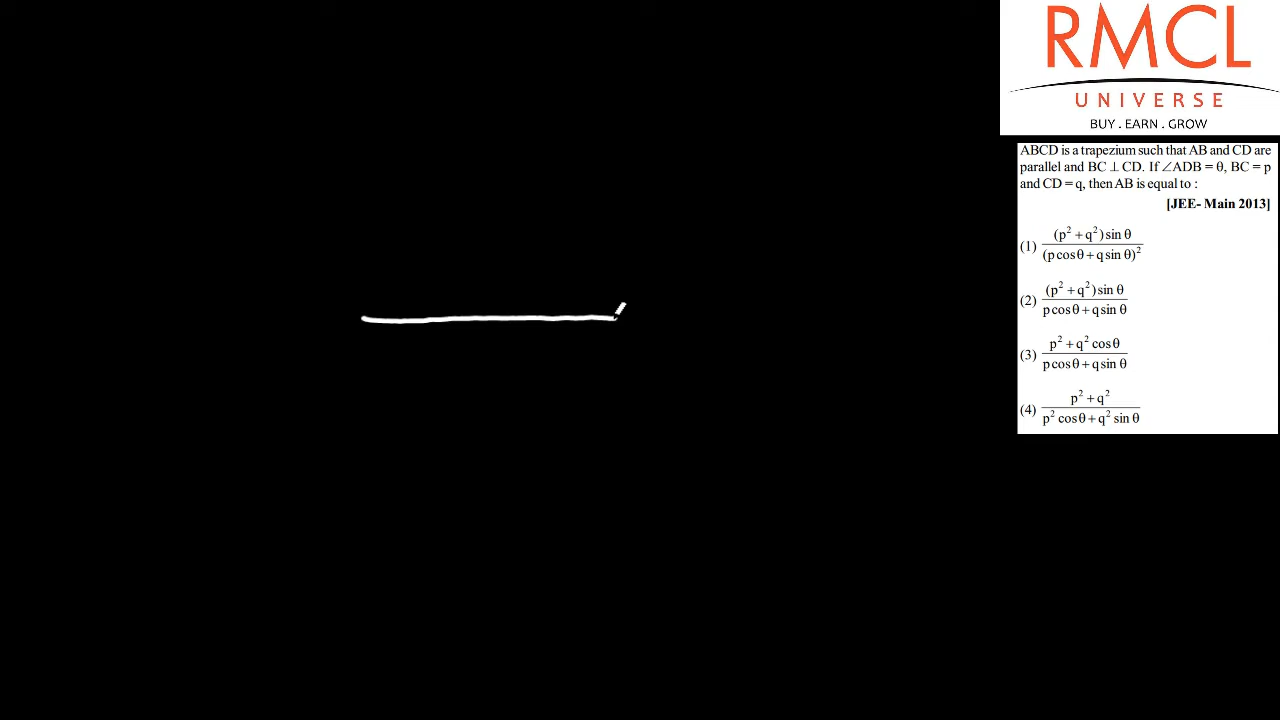 RMCL
UNIVERSE
BUY . EARN . GROW
ABCD is a trapezium such that AB and CD are
parallel and BC ⊥ CD. If ∠ADB = θ, BC = p
and CD = q, then AB is equal to :
[JEE- Main 2013]
(1) (p² + q²) sin θ / (p cos θ + q sin θ)²
(2) (p² + q²) sin θ / p cos θ + q sin θ
(3) p² + q² cos θ / p cos θ + q sin θ
(4) p² + q² / p² cos θ + q² sin θ